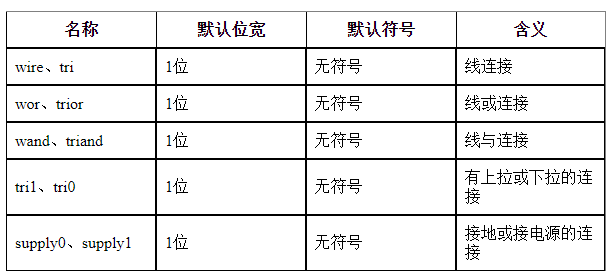 名称 默认位宽 默认符号 含义
wire、tri 1位 无符号 线连接
wor、trior 1位 无符号 线或连接
wand、triand 1位 无符号 线与连接
tri1、tri0 1位 无符号 有上拉或下拉的连
接
supply0、supply1 1位 无符号 接地或接电源的连
接